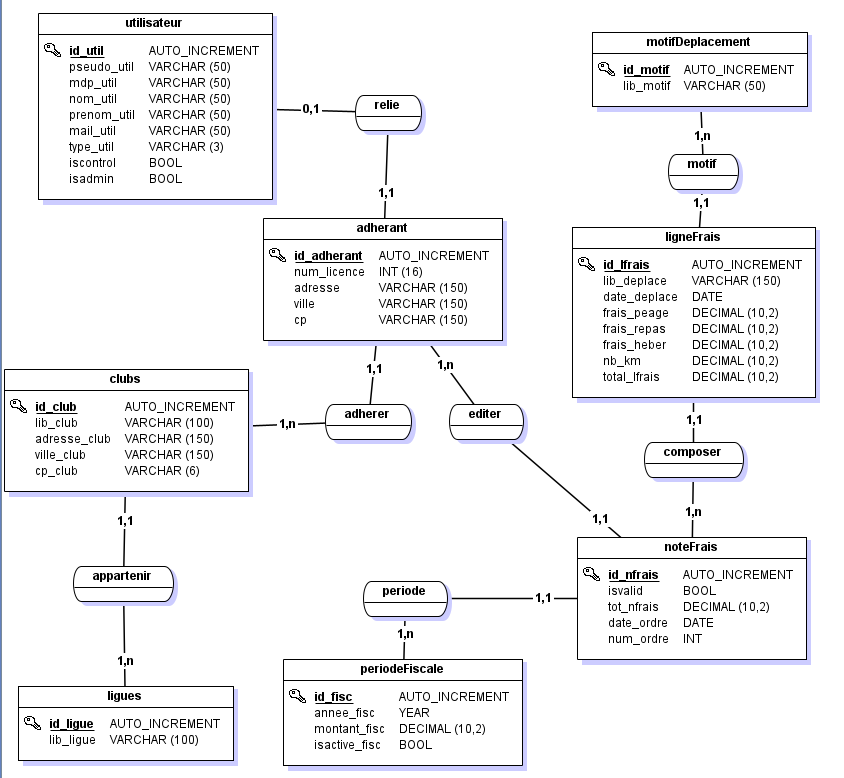 utilisateur
id_util AUTO_INCREMENT
pseudo_util VARCHAR (50)
mdp_util VARCHAR (50)
nom_util VARCHAR (50)
prenom_util VARCHAR (50)
mail_util VARCHAR (50)
type_util VARCHAR (3)
iscontrol BOOL
isadmin BOOL
0,1
relie
1,1
motifDeplacement
id_motif AUTO_INCREMENT
lib_motif VARCHAR (50)
1,n
motif
1,1
adherant
id_adherant AUTO_INCREMENT
num_licence INT (16)
adresse VARCHAR (150)
ville VARCHAR (150)
cp VARCHAR (150)
ligneFrais
id_lfrais AUTO_INCREMENT
lib_deplace VARCHAR (150)
date_deplace DATE
frais_peage DECIMAL (10,2)
frais_repas DECIMAL (10,2)
frais_heber DECIMAL (10,2)
nb_km DECIMAL (10,2)
total_lfrais DECIMAL (10,2)
1,1
1,n
clubs
id_club AUTO_INCREMENT
lib_club VARCHAR (100)
adresse_club VARCHAR (150)
ville_club VARCHAR (150)
cp_club VARCHAR (6)
1,n
adherer
editer
1,1
composer
1,n
1,1
1,1
appartenir
1,n
noteFrais
id_nfrais AUTO_INCREMENT
isvalid BOOL
tot_nfrais DECIMAL (10,2)
date_ordre DATE
num_ordre INT
periode
1,1
1,n
periodeFiscale
id_fisc AUTO_INCREMENT
annee_fisc YEAR
montant_fisc DECIMAL (10,2)
isactive_fisc BOOL
ligues
id_ligue AUTO_INCREMENT
lib_ligue VARCHAR (100)